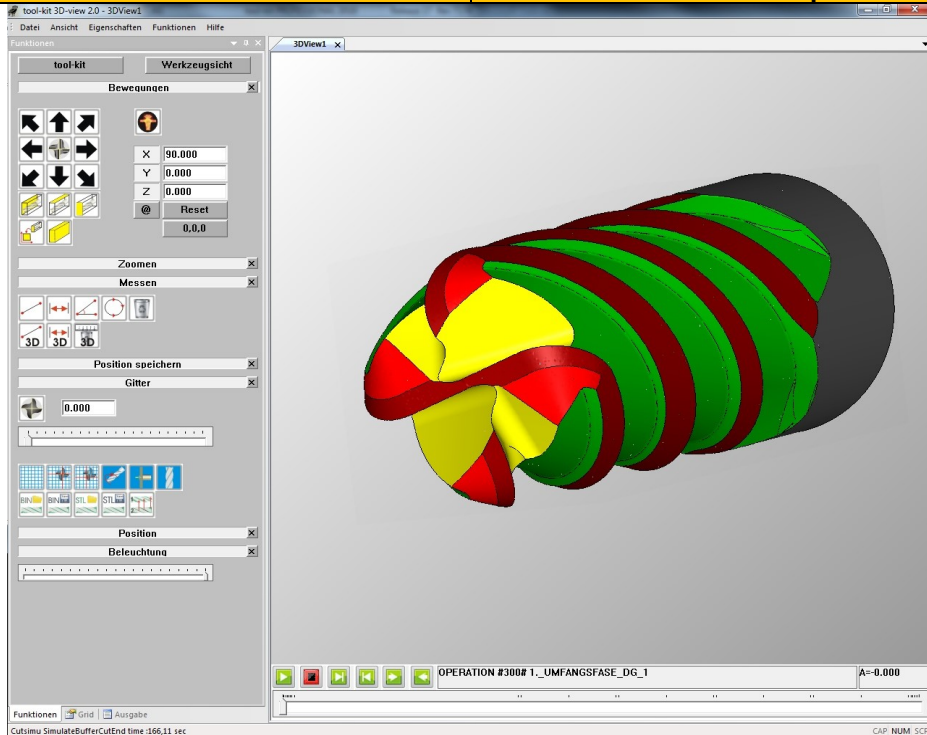 tool-kit 3D-view 2.0 - 3DView1
Datei Ansicht Eigenschaften Funktionen Hilfe
Funktionen
3DView1 x
tool-kit Werkzeugsicht
Bewegungen
X 90.000
Y 0.000
Z 0.000
@ Reset
0,0,0
Zoomen
Messen
3D 3D 3D
Position speichern
Gitter
0.000
BIN BIN STL STL
Position
Beleuchtung
OPERATION #300# 1._UMFANGSFASE_DG_1 A=-0.000
Funktionen Grid Ausgabe
Cutsimu SimulateBufferCutEnd time :166,11 sec CAP NUM SCF